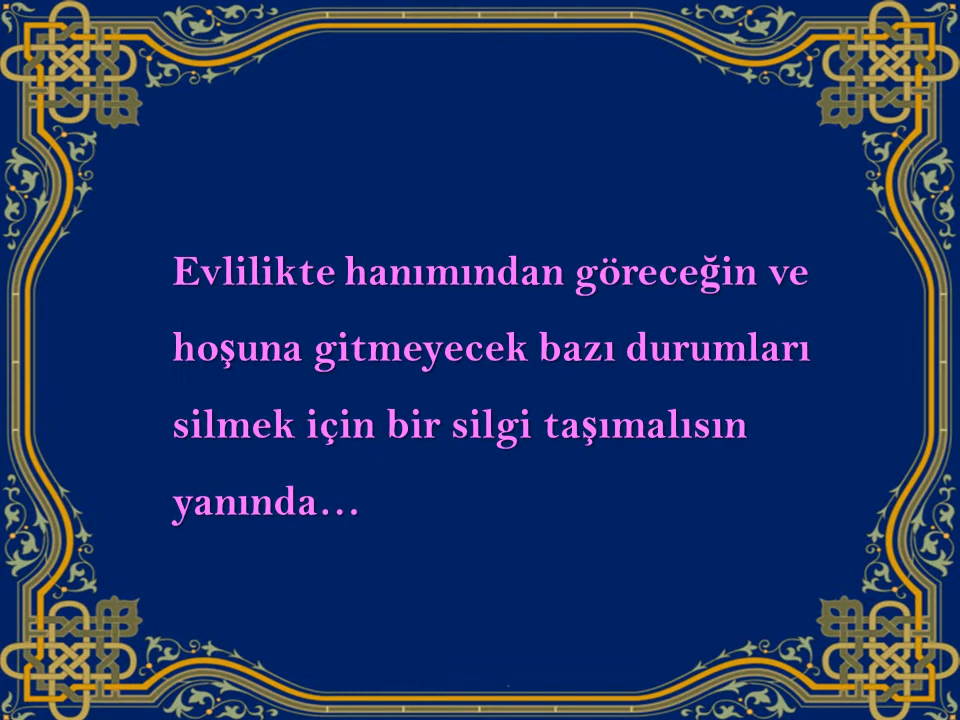 Evlilikte hanımından göreceğin ve
hoşuna gitmeyecek bazı durumları
silmek için bir silgi taşımalısın
yanında…